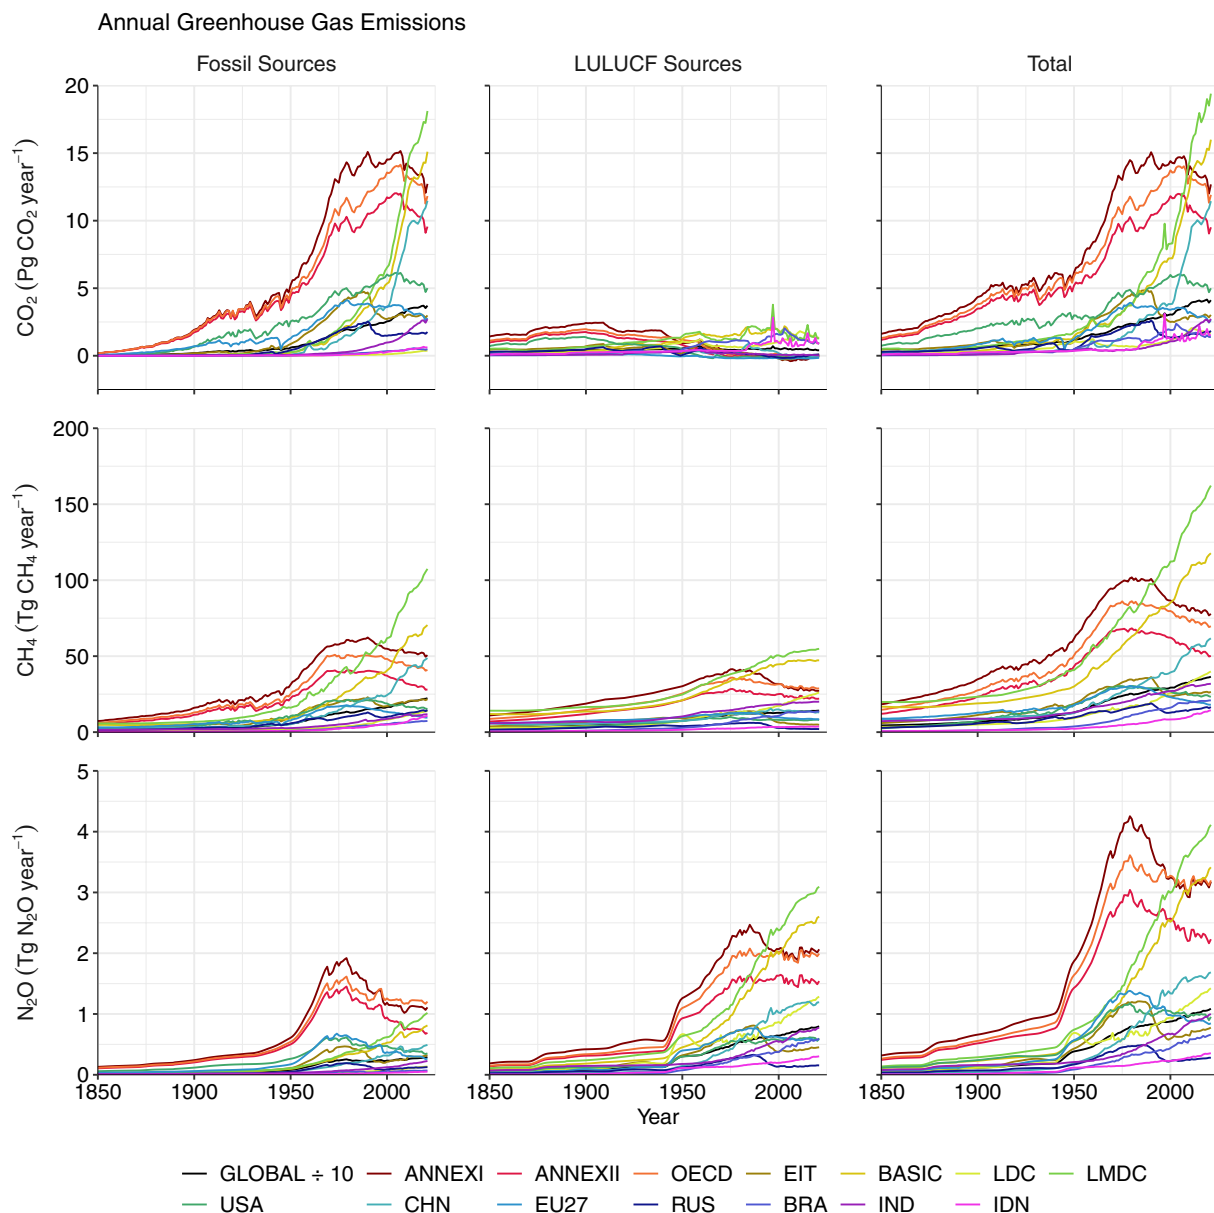 Annual Greenhouse Gas Emissions
Fossil Sources LULUCF Sources Total
CO₂ (Pg CO₂ year⁻¹)
20
15
10
5
0
CH₄ (Tg CH₄ year⁻¹)
200
150
100
50
0
N₂O (Tg N₂O year⁻¹)
5
4
3
2
1
0
1850 1900 1950 2000 1850 1900 1950 2000 1850 1900 1950 2000
Year
GLOBAL ÷ 10 ANNEXI ANNEXII OECD EIT BASIC LDC LMDC
USA CHN EU27 RUS BRA IND IDN